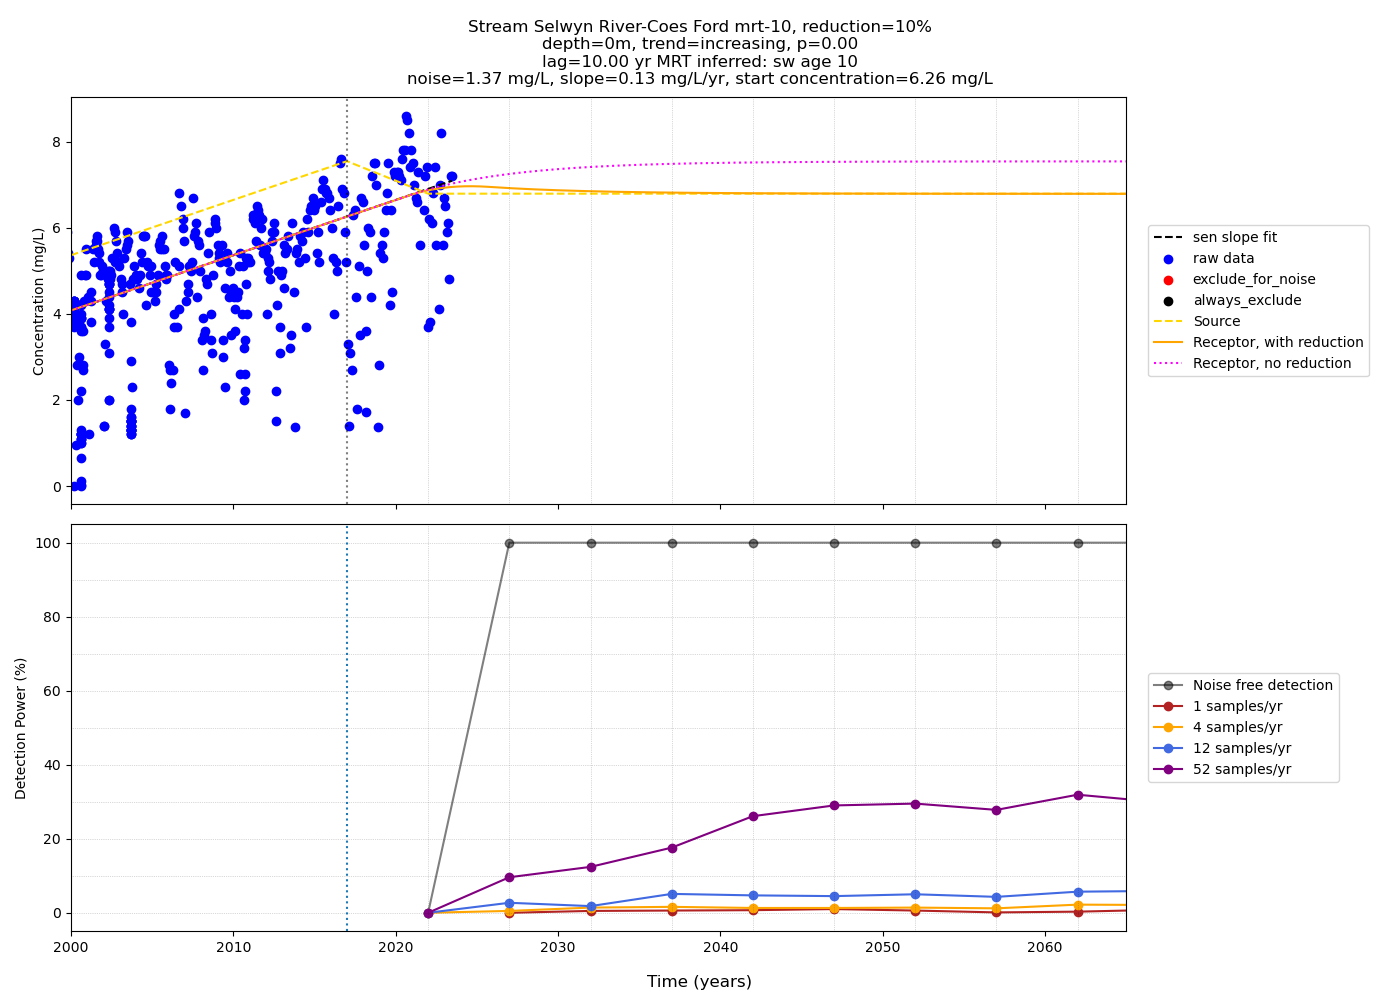 Stream Selwyn River-Coes Ford mrt-10, reduction=10%
depth=0m, trend=increasing, p=0.00
lag=10.00 yr MRT inferred: sw age 10
noise=1.37 mg/L, slope=0.13 mg/L/yr, start concentration=6.26 mg/L
Concentration (mg/L)
8
6
4
2
0
sen slope fit
raw data
exclude_for_noise
always_exclude
Source
Receptor, with reduction
Receptor, no reduction
Detection Power (%)
100
80
60
40
20
0
Noise free detection
1 samples/yr
4 samples/yr
12 samples/yr
52 samples/yr
2000 2010 2020 2030 2040 2050 2060
Time (years)